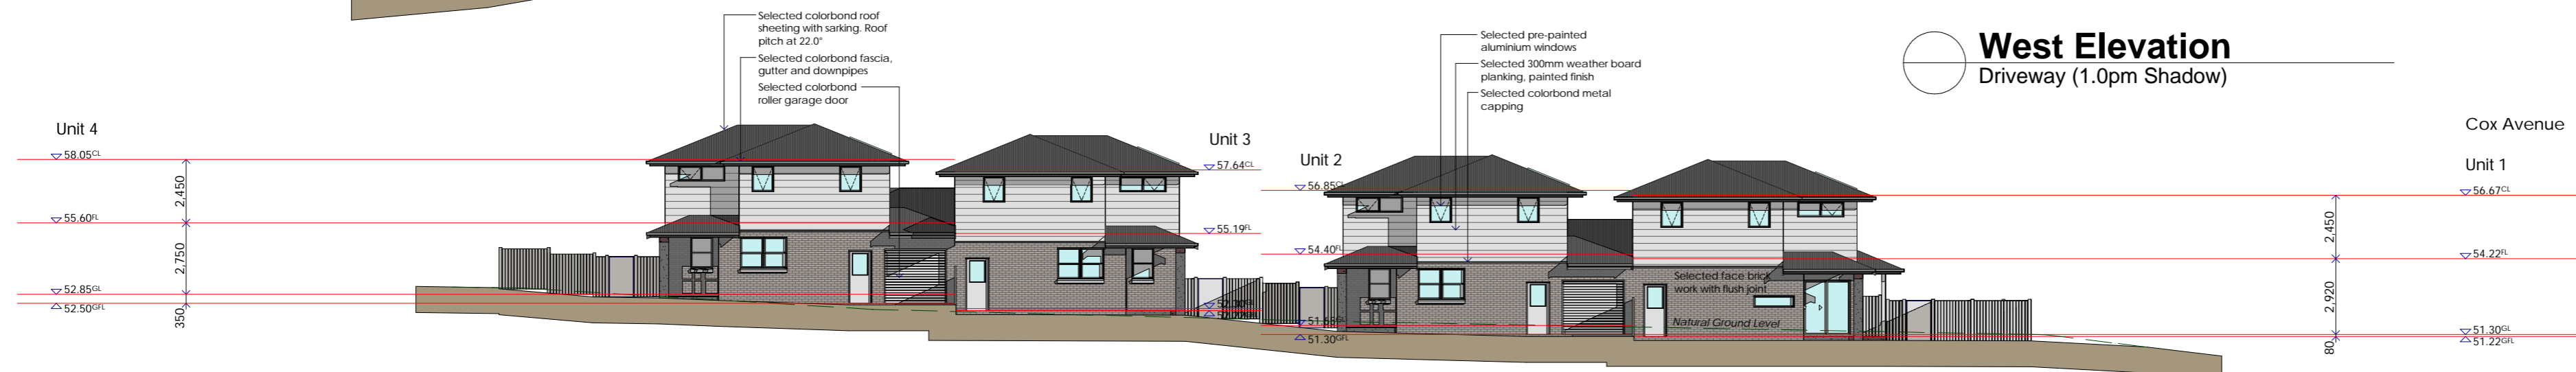 Selected colorbond roof
sheeting with sarking. Roof
pitch at 22.0°
Selected colorbond fascia,
gutter and downpipes
Selected colorbond
roller garage door
Selected pre-painted
aluminium windows
Selected 300mm weather board
planking, painted finish
Selected colorbond metal
capping
West Elevation
Driveway (1.0pm Shadow)
Cox Avenue
Unit 4
58.05CL
2,450
55.60FL
2,750
52.85GL
52.50GFL
350
Unit 3
57.64CL
55.19FL
Unit 2
56.85CL
54.40FL
51.65GL
51.30GFL
Selected face brick
work with flush joint
Natural Ground Level
Unit 1
56.67CL
2,450
54.22FL
2,920
51.30GL
51.22GFL
80